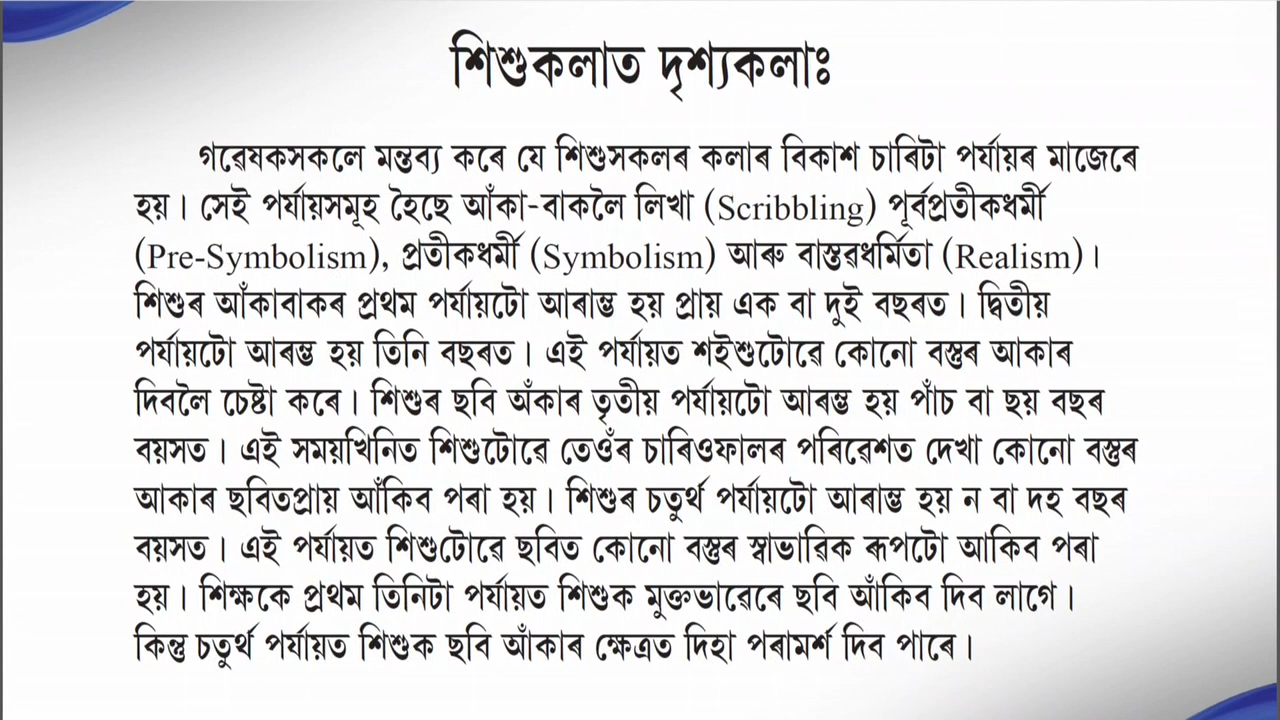 শিশুকলাত দৃশ্যকলাঃ
গৱেষকসকলে মন্তব্য কৰে যে শিশুসকলৰ কলাৰ বিকাশ চাৰিটা পৰ্যায়ৰ মাজেৰে
হয়। সেই পৰ্যায়সমূহ হৈছে আঁকা-বাকলৈ লিখা (Scribbling) পূৰ্বপ্ৰতীকধৰ্মী
(Pre-Symbolism), প্ৰতীকধৰ্মী (Symbolism) আৰু বাস্তৱধৰ্মিতা (Realism)।
শিশুৰ আঁকাবাকৰ প্ৰথম পৰ্যায়টো আৰাম্ভ হয় প্ৰায় এক বা দুই বছৰত। দ্বিতীয়
পৰ্যায়টো আৰম্ভ হয় তিনি বছৰত। এই পৰ্যায়ত শইশুটোৱে কোনো বস্তুৰ আকাৰ
দিবলৈ চেষ্টা কৰে। শিশুৰ ছবি অঁকাৰ তৃতীয় পৰ্যায়টো আৰম্ভ হয় পাঁচ বা ছয় বছৰ
বয়সত। এই সময়খিনিত শিশুটোৱে তেওঁৰ চাৰিওফালৰ পৰিৱেশত দেখা কোনো বস্তুৰ
আকাৰ ছবিতপ্ৰায় আঁকিব পৰা হয়। শিশুৰ চতুৰ্থ পৰ্যায়টো আৰাম্ভ হয় ন বা দহ বছৰ
বয়সত। এই পৰ্যায়ত শিশুটোৱে ছবিত কোনো বস্তুৰ স্বাভাৱিক ৰূপটো আকিব পৰা
হয়। শিক্ষকে প্ৰথম তিনিটা পৰ্যায়ত শিশুক মুক্তভাৱেৰে ছবি আঁকিব দিব লাগে।
কিন্তু চতুৰ্থ পৰ্যায়ত শিশুক ছবি আঁকাৰ ক্ষেত্ৰত দিহা পৰামৰ্শ দিব পাৰে।